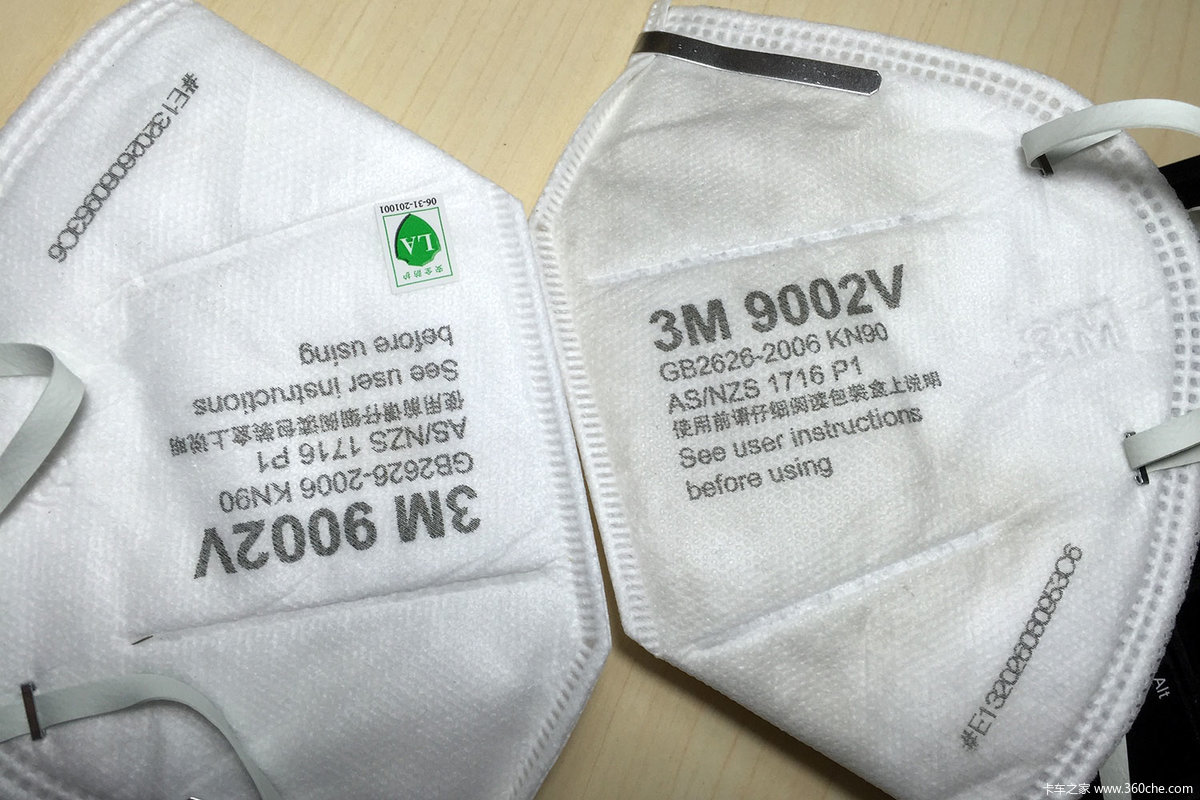 #E1320260609953C6
06-31-201001
LA
安全防护
3M 9002V
GB2626-2006 KN90
AS/NZS 1716 P1
使用前请仔细阅读包装盒上说明
See user instructions
before using
3M 9002V
GB2626-2006 KN90
AS/NZS 1716 P1
使用前请仔细阅读包装盒上说明
See user instructions
before using
#E1320260609953C6
Alt
卡车之家 www.360che.com